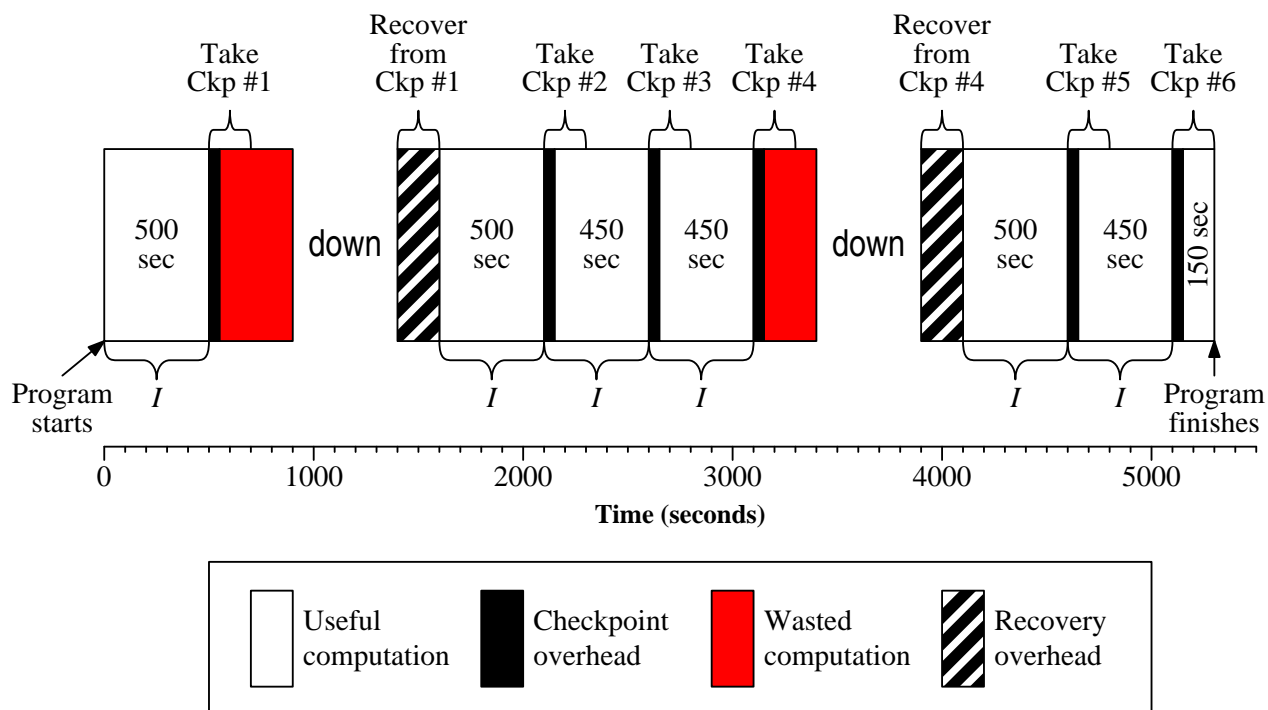 Recover
from
Ckp #1
Recover
from
Ckp #4
Take
Ckp #1
Take
Ckp #2
Take
Ckp #3
Take
Ckp #4
Take
Ckp #5
Take
Ckp #6
500
sec
down
500
sec
450
sec
450
sec
down
500
sec
450
sec
150 sec
Program
starts
I
I
I
I
I
I
Program
finishes
0 1000 2000 3000 4000 5000
Time (seconds)
Useful
computation
Checkpoint
overhead
Wasted
computation
Recovery
overhead